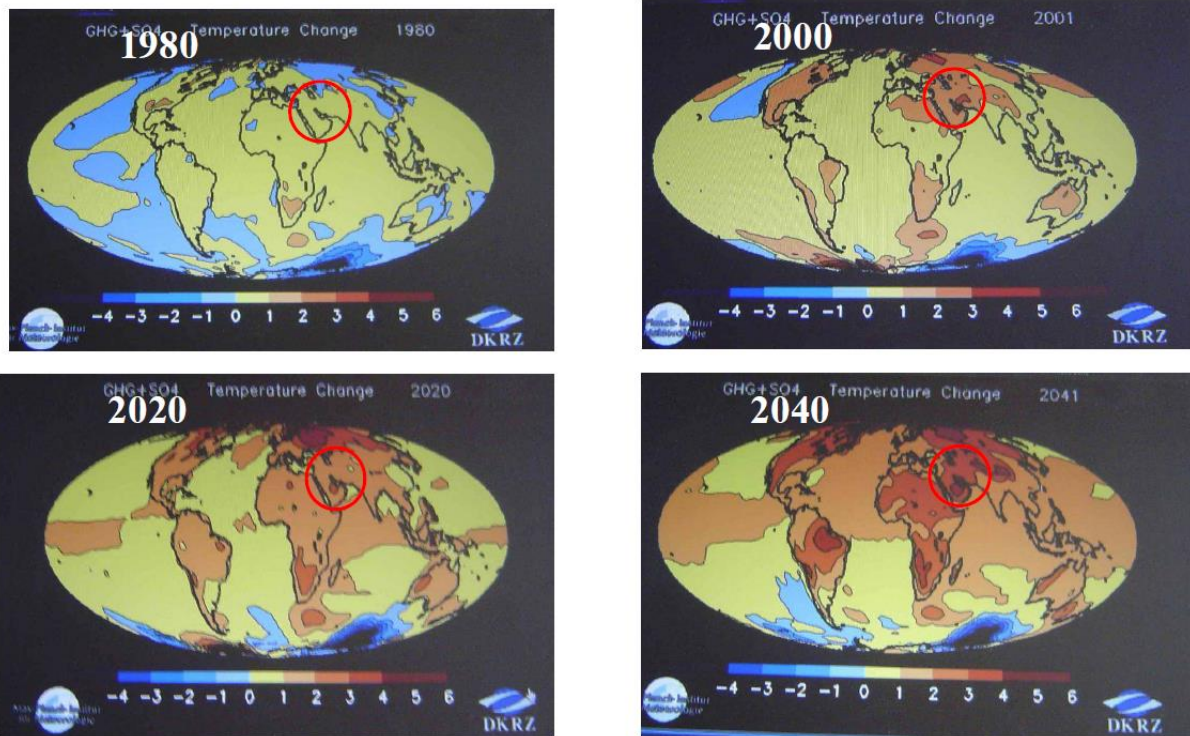 GHG+SO4 Temperature Change 1980
1980
-4 -3 -2 -1 0 1 2 3 4 5 6
DKRZ
GHG+SO4 Temperature Change 2001
2000
-4 -3 -2 -1 0 1 2 3 4 5 6
DKRZ
GHG+SO4 Temperature Change 2020
2020
-4 -3 -2 -1 0 1 2 3 4 5 6
DKRZ
GHG+SO4 Temperature Change 2041
2040
-4 -3 -2 -1 0 1 2 3 4 5 6
DKRZ